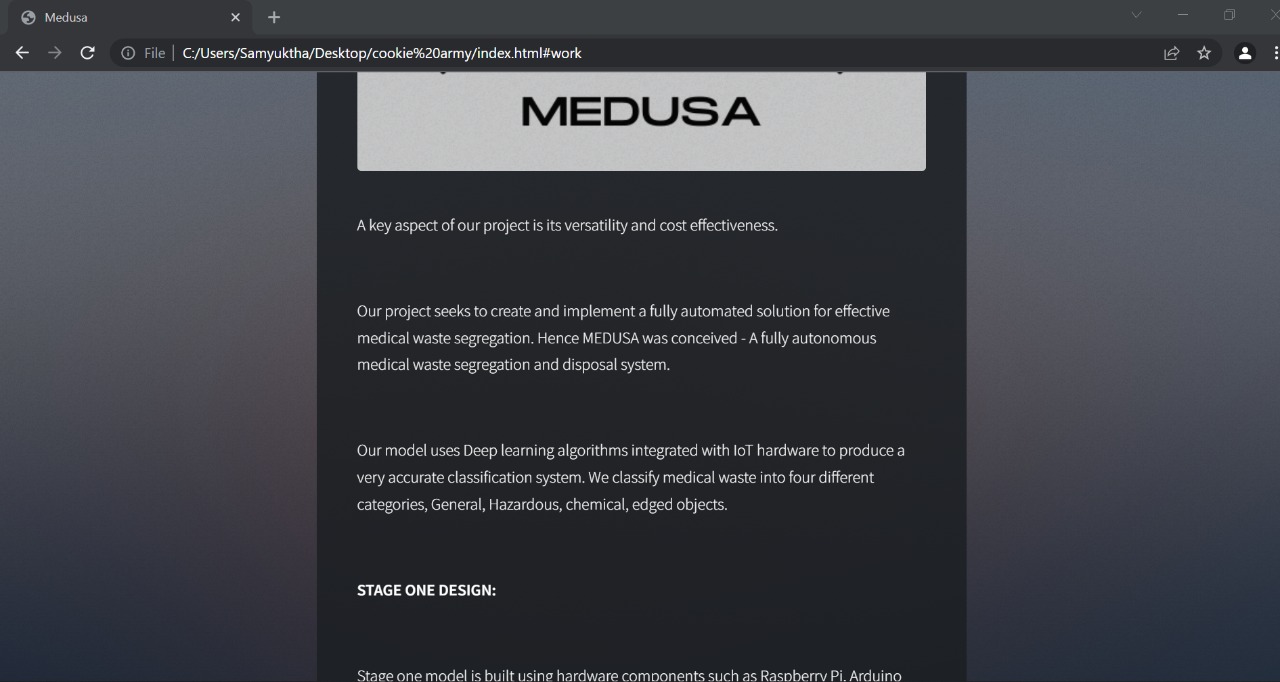 Medusa
File C:/Users/Samyuktha/Desktop/cookie%20army/index.html#work
MEDUSA
A key aspect of our project is its versatility and cost effectiveness.
Our project seeks to create and implement a fully automated solution for effective
medical waste segregation. Hence MEDUSA was conceived - A fully autonomous
medical waste segregation and disposal system.
Our model uses Deep learning algorithms integrated with IoT hardware to produce a
very accurate classification system. We classify medical waste into four different
categories, General, Hazardous, chemical, edged objects.
STAGE ONE DESIGN:
Stage one model is built using hardware components such as Raspberry Pi, Arduino